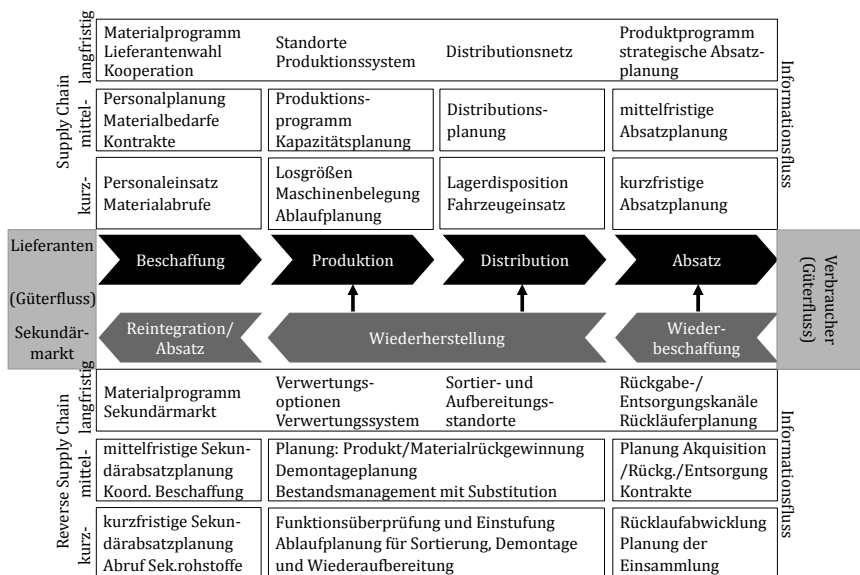 Supply Chain
langfristig
Materialprogramm
Lieferantenwahl
Kooperation
Standorte
Produktionssystem
Distributionsnetz
Produktprogramm
strategische Absatz-
planung
Informationsfluss
mittel-
Personalplanung
Materialbedarfe
Kontrakte
Produktions-
programm
Kapazitätsplanung
Distributions-
planung
mittelfristige
Absatzplanung
kurz-
Personaleinsatz
Materialabrufe
Losgrößen
Maschinenbelegung
Ablaufplanung
Lagerdisposition
Fahrzeugeinsatz
kurzfristige
Absatzplanung
Lieferanten
(Güterfluss)
Sekundär-
markt
Beschaffung
Produktion
Distribution
Absatz
Verbraucher
(Güterfluss)
Reintegration/
Absatz
Wiederherstellung
Wieder-
beschaffung
Reverse Supply Chain
langfristig
Materialprogramm
Sekundärmarkt
Verwertungs-
optionen
Verwertungssystem
Sortier- und
Aufbereitungs-
standorte
Rückgabe-/
Entsorgungskanäle
Rückläuferplanung
Informationsfluss
mittel-
mittelfristige Sekun-
därabsatzplanung
Koord. Beschaffung
Planung: Produkt/Materialrückgewinnung
Demontageplanung
Bestandsmanagement mit Substitution
Planung Akquisition
/Rückg./Entsorgung
Kontrakte
kurz-
kurzfristige Sekun-
därabsatzplanung
Abruf Sek.rohstoffe
Funktionsüberprüfung und Einstufung
Ablaufplanung für Sortierung, Demontage
und Wiederaufbereitung
Rücklaufabwicklung
Planung der
Einsammlung